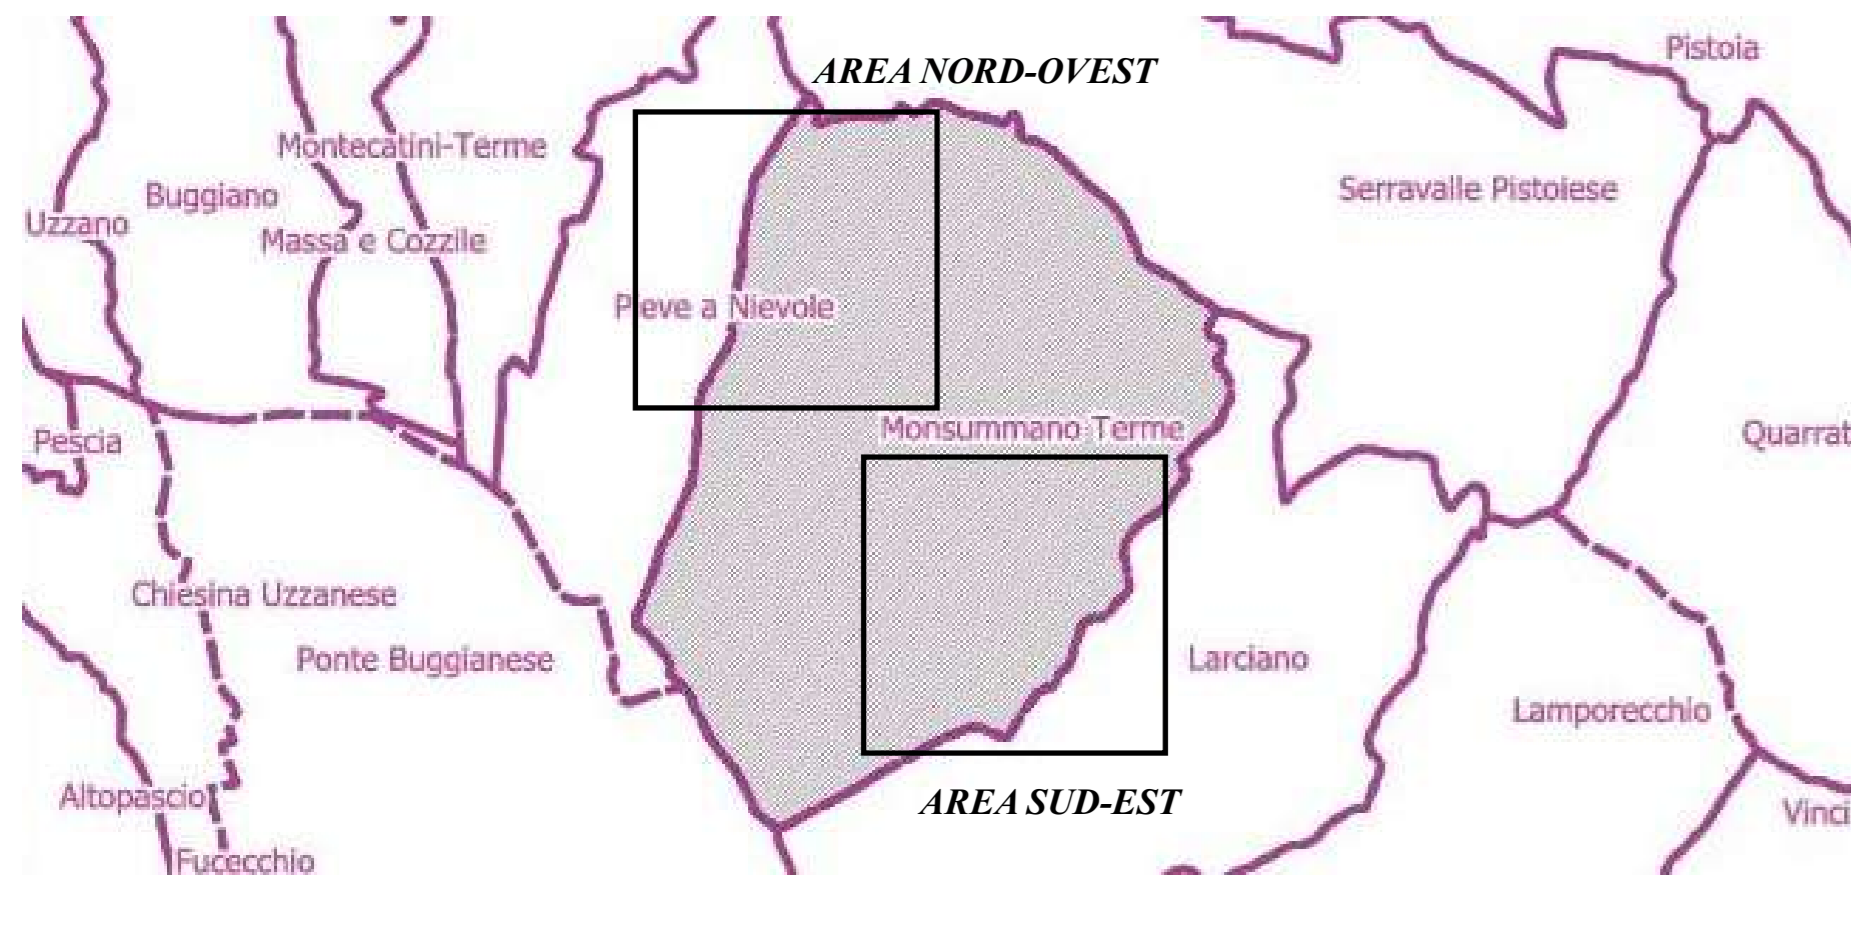 Pistoia
AREA NORD-OVEST
Montecatini-Terme
Buggiano
Serravalle Pistoiese
Uzzano
Massa e Cozzile
Pieve a Nievole
Monsummano Terme
Quarrat
Pescia
Chiesina Uzzanese
Ponte Buggianese
Larciano
Lamporecchio
Altopascio
AREA SUD-EST
Vinci
Fucecchio